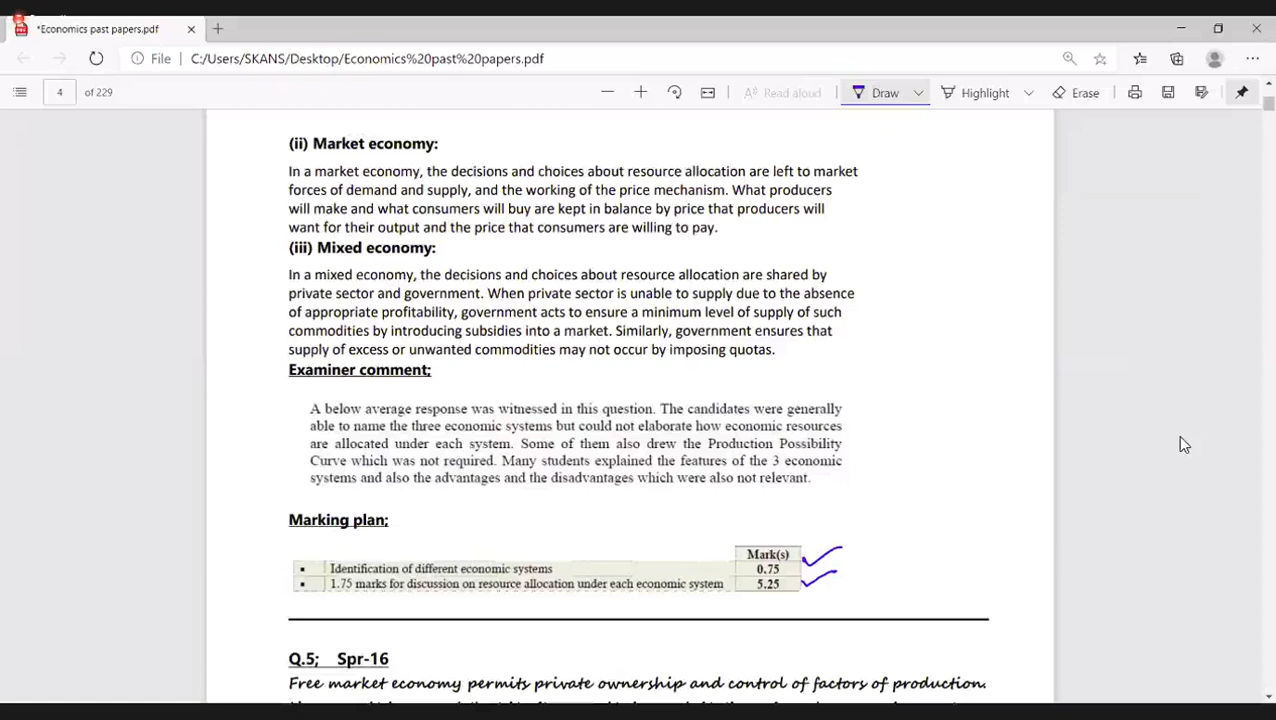 *Economics past papers.pdf
File
C:/Users/SKANS/Desktop/Economics%20past%20papers.pdf
4 of 229
Read aloud
Draw
Highlight
Erase
(ii) Market economy:
In a market economy, the decisions and choices about resource allocation are left to market
forces of demand and supply, and the working of the price mechanism. What producers
will make and what consumers will buy are kept in balance by price that producers will
want for their output and the price that consumers are willing to pay.
(iii) Mixed economy:
In a mixed economy, the decisions and choices about resource allocation are shared by
private sector and government. When private sector is unable to supply due to the absence
of appropriate profitability, government acts to ensure a minimum level of supply of such
commodities by introducing subsidies into a market. Similarly, government ensures that
supply of excess or unwanted commodities may not occur by imposing quotas.
Examiner comment;
A below average response was witnessed in this question. The candidates were generally
able to name the three economic systems but could not elaborate how economic resources
are allocated under each system. Some of them also drew the Production Possibility
Curve which was not required. Many students explained the features of the 3 economic
systems and also the advantages and the disadvantages which were also not relevant.
Marking plan;
Mark(s)
▪ Identification of different economic systems 0.75
▪ 1.75 marks for discussion on resource allocation under each economic system 5.25
Q.5; Spr-16
Free market economy permits private ownership and control of factors of production.